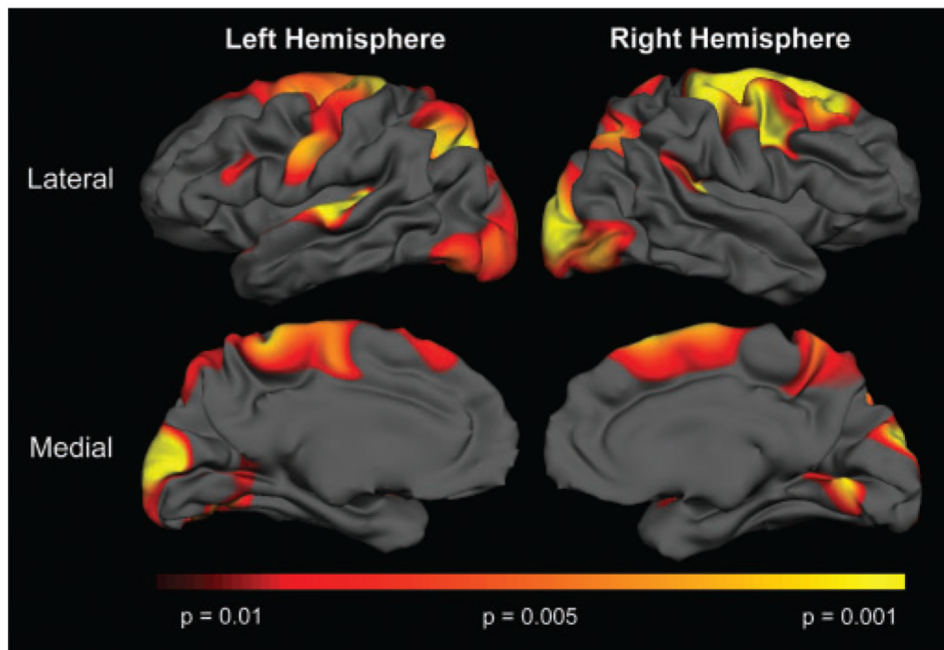 Left Hemisphere
Right Hemisphere
Lateral
Medial
p = 0.01
p = 0.005
p = 0.001